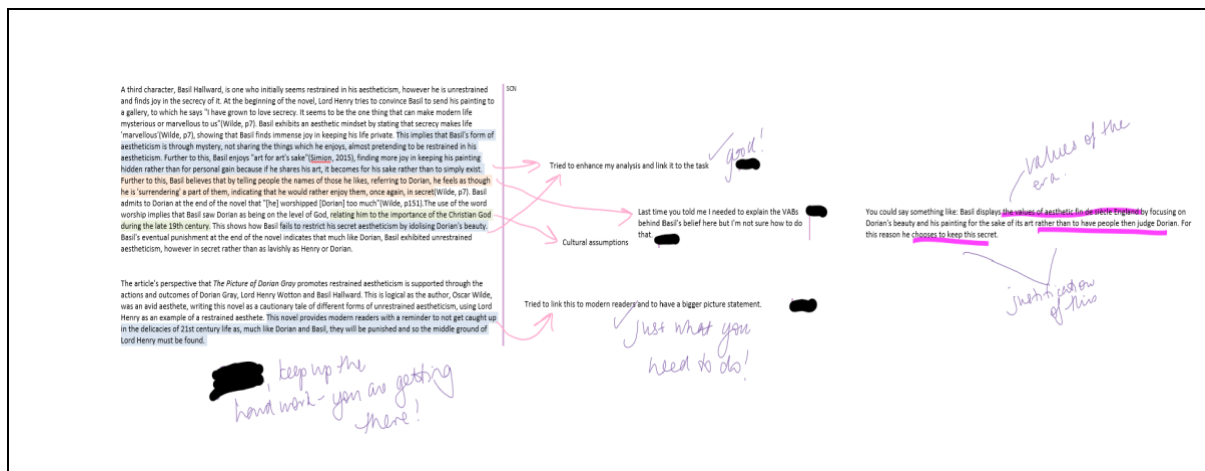 A third character, Basil Hallward, is one who initially seems restrained in his aestheticism, however he is unrestrained
and finds joy in the secrecy of it. At the beginning of the novel, Lord Henry tries to convince Basil to send his painting to
a gallery, to which he says "I have grown to love secrecy. It seems to be the one thing that can make modern life
mysterious or marvellous to us"(Wilde, p7). Basil exhibits an aesthetic mindset by stating that secrecy makes life
'marvellous'(Wilde, p7), showing that Basil finds immense joy in keeping his life private. This implies that Basil's form of
aestheticism is through mystery, not sharing the things which he enjoys, almost pretending to be restrained in his
aestheticism. Further to this, Basil enjoys "art for art's sake"(Simion, 2015), finding more joy in keeping his painting
hidden rather than for personal gain because if he shares his art, it becomes for his sake rather than to simply exist.
Further to this, Basil believes that by telling people the names of those he likes, referring to Dorian, he feels as though
he is 'surrendering' a part of them, indicating that he would rather enjoy them, once again, in secret(Wilde, p7). Basil
admits to Dorian at the end of the novel that "[he] worshipped [Dorian] too much"(Wilde, p151).The use of the word
worship implies that Basil saw Dorian as being on the level of God, relating him to the importance of the Christian God
during the late 19th century. This shows how Basil fails to restrict his secret aestheticism by idolising Dorian's beauty.
Basil's eventual punishment at the end of the novel indicates that much like Dorian, Basil exhibited unrestrained
aestheticism, however in secret rather than as lavishly as Henry or Dorian.
The article's perspective that The Picture of Dorian Gray promotes restrained aestheticism is supported through the
actions and outcomes of Dorian Gray, Lord Henry Wotton and Basil Hallward. This is logical as the author, Oscar Wilde,
was an avid aesthete, writing this novel as a cautionary tale of different forms of unrestrained aestheticism, using Lord
Henry as an example of a restrained aesthete. This novel provides modern readers with a reminder to not get caught up
in the delicacies of 21st century life as, much like Dorian and Basil, they will be punished and so the middle ground of
Lord Henry must be found.
, keep up the
hard work - you are getting
there!
Tried to enhance my analysis and link it to the task
good!
Last time you told me I needed to explain the VABs
behind Basil's belief here but I'm not sure how to do
that.
Cultural assumptions
Tried to link this to modern readers and to have a bigger picture statement.
just what you
need to do!
values of the
era.
You could say something like: Basil displays the values of aesthetic fin de siecle England by focusing on
Dorian's beauty and his painting for the sake of its art rather than to have people then judge Dorian. For
this reason he chooses to keep this secret.
justification
of this